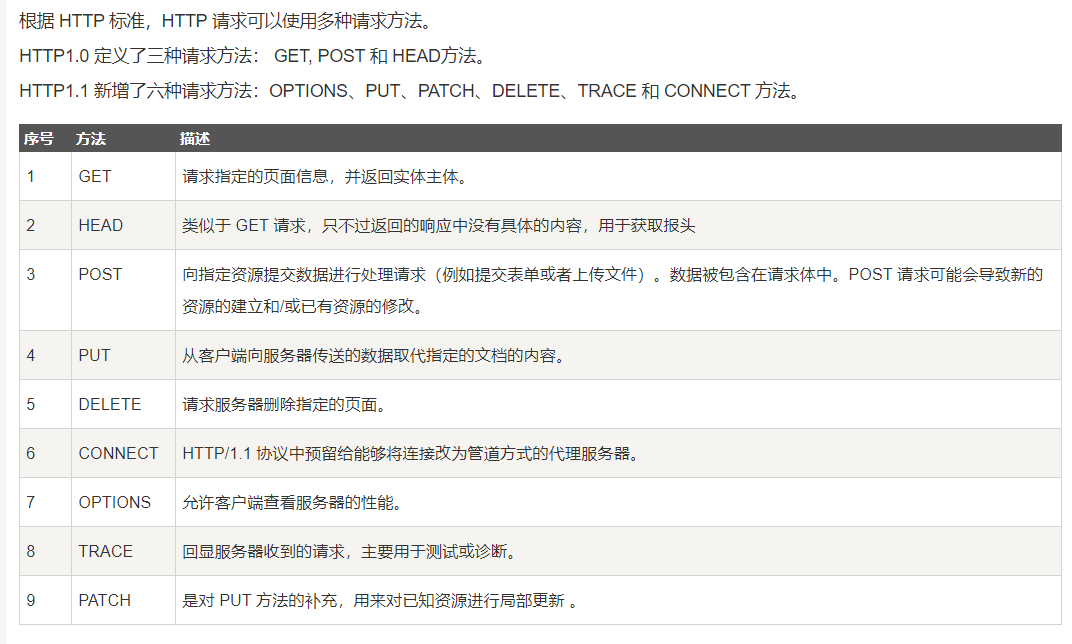 根据 HTTP 标准，HTTP 请求可以使用多种请求方法。
HTTP1.0 定义了三种请求方法： GET, POST 和 HEAD方法。
HTTP1.1 新增了六种请求方法：OPTIONS、PUT、PATCH、DELETE、TRACE 和 CONNECT 方法。
序号 方法 描述
1 GET 请求指定的页面信息，并返回实体主体。
2 HEAD 类似于 GET 请求，只不过返回的响应中没有具体的内容，用于获取报头
3 POST 向指定资源提交数据进行处理请求（例如提交表单或者上传文件）。数据被包含在请求体中。POST 请求可能会导致新的
资源的建立和/或已有资源的修改。
4 PUT 从客户端向服务器传送的数据取代指定的文档的内容。
5 DELETE 请求服务器删除指定的页面。
6 CONNECT HTTP/1.1 协议中预留给能够将连接改为管道方式的代理服务器。
7 OPTIONS 允许客户端查看服务器的性能。
8 TRACE 回显服务器收到的请求，主要用于测试或诊断。
9 PATCH 是对 PUT 方法的补充，用来对已知资源进行局部更新 。